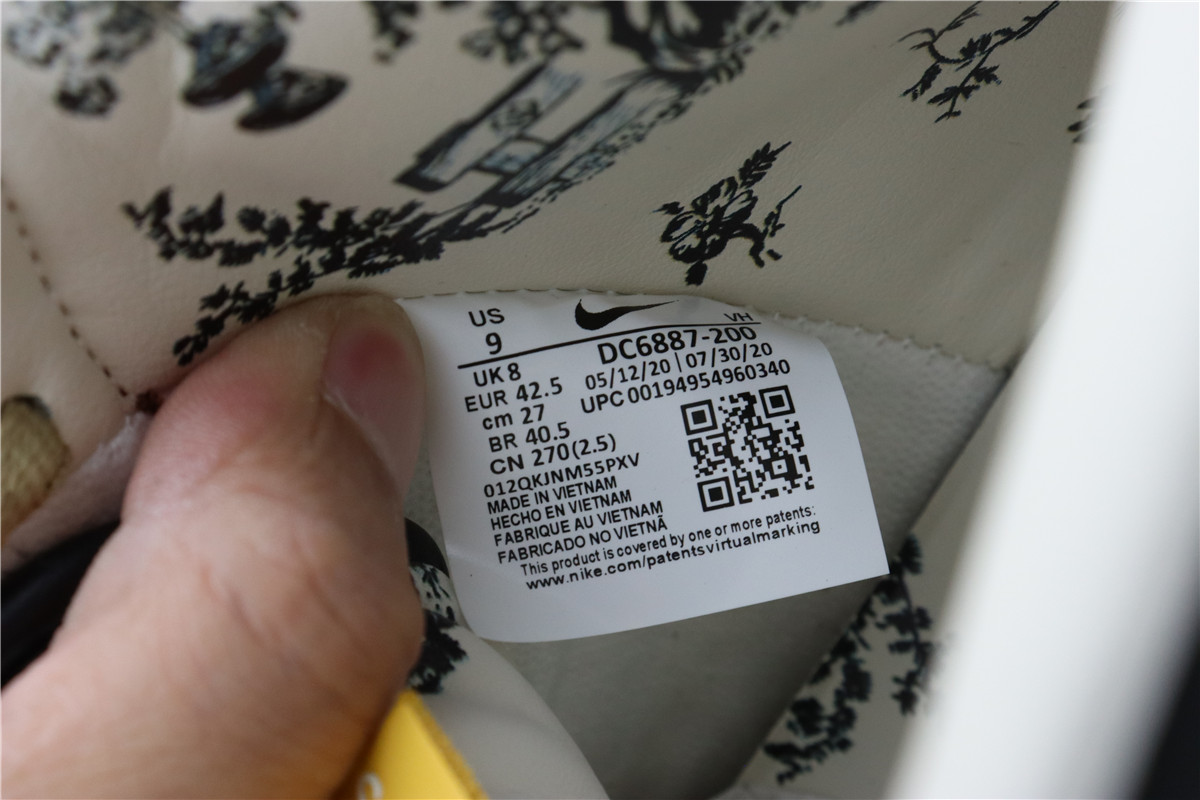 US
9
UK 8
EUR 42.5
cm 27
BR 40.5
CN 270(2.5)
VH
DC6887-200
05/12/20 | 07/30/20
UPC 00194954960340
012QKJNM55PXV
MADE IN VIETNAM
HECHO EN VIETNAM
FABRIQUE AU VIETNAM
FABRICADO NO VIETNÃ
This product is covered by one or more patents:
www.nike.com/patentsvirtualmarking